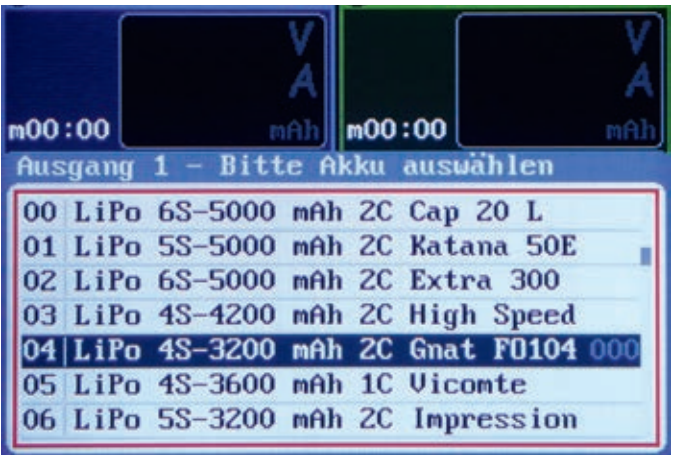 V V
A A
m00:00 mAh m00:00 mAh
Ausgang 1 - Bitte Akku auswählen
00 LiPo 6S-5000 mAh 2C Cap 20 L
01 LiPo 5S-5000 mAh 2C Katana 50E
02 LiPo 6S-5000 mAh 2C Extra 300
03 LiPo 4S-4200 mAh 2C High Speed
04 LiPo 4S-3200 mAh 2C Gnat FO104 000
05 LiPo 4S-3600 mAh 1C Vicomte
06 LiPo 5S-3200 mAh 2C Impression